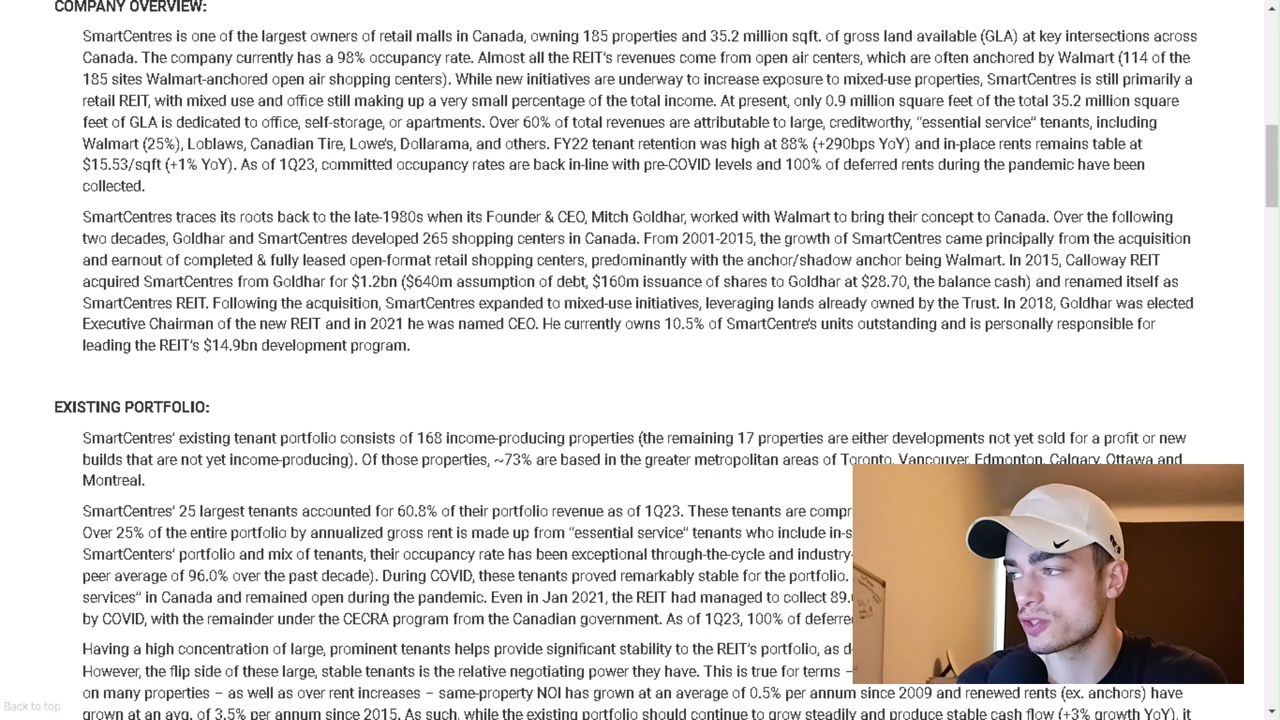 COMPANY OVERVIEW:
SmartCentres is one of the largest owners of retail malls in Canada, owning 185 properties and 35.2 million sqft. of gross land available (GLA) at key intersections across
Canada. The company currently has a 98% occupancy rate. Almost all the REIT's revenues come from open air centers, which are often anchored by Walmart (114 of the
185 sites Walmart-anchored open air shopping centers). While new initiatives are underway to increase exposure to mixed-use properties, SmartCentres is still primarily a
retail REIT, with mixed use and office still making up a very small percentage of the total income. At present, only 0.9 million square feet of the total 35.2 million square
feet of GLA is dedicated to office, self-storage, or apartments. Over 60% of total revenues are attributable to large, creditworthy, “essential service” tenants, including
Walmart (25%), Loblaws, Canadian Tire, Lowe's, Dollarama, and others. FY22 tenant retention was high at 88% (+290bps YoY) and in-place rents remains table at
$15.53/sqft (+1% YoY). As of 1Q23, committed occupancy rates are back in-line with pre-COVID levels and 100% of deferred rents during the pandemic have been
collected.
SmartCentres traces its roots back to the late-1980s when its Founder & CEO, Mitch Goldhar, worked with Walmart to bring their concept to Canada. Over the following
two decades, Goldhar and SmartCentres developed 265 shopping centers in Canada. From 2001-2015, the growth of SmartCentres came principally from the acquisition
and earnout of completed & fully leased open-format retail shopping centers, predominantly with the anchor/shadow anchor being Walmart. In 2015, Calloway REIT
acquired SmartCentres from Goldhar for $1.2bn ($640m assumption of debt, $160m issuance of shares to Goldhar at $28.70, the balance cash) and renamed itself as
SmartCentres REIT. Following the acquisition, SmartCentres expanded to mixed-use initiatives, leveraging lands already owned by the Trust. In 2018, Goldhar was elected
Executive Chairman of the new REIT and in 2021 he was named CEO. He currently owns 10.5% of SmartCentre's units outstanding and is personally responsible for
leading the REIT's $14.9bn development program.
EXISTING PORTFOLIO:
SmartCentres' existing tenant portfolio consists of 168 income-producing properties (the remaining 17 properties are either developments not yet sold for a profit or new
builds that are not yet income-producing). Of those properties, ~73% are based in the greater metropolitan areas of Toronto, Vancouver, Edmonton, Calgary, Ottawa and
Montreal.
SmartCentres' 25 largest tenants accounted for 60.8% of their portfolio revenue as of 1Q23. These tenants are compr
Over 25% of the entire portfolio by annualized gross rent is made up from “essential service” tenants who include in-s
SmartCenters' portfolio and mix of tenants, their occupancy rate has been exceptional through-the-cycle and industry-
peer average of 96.0% over the past decade). During COVID, these tenants proved remarkably stable for the portfolio.
services” in Canada and remained open during the pandemic. Even in Jan 2021, the REIT had managed to collect 89.
by COVID, with the remainder under the CECRA program from the Canadian government. As of 1Q23, 100% of deferre
Having a high concentration of large, prominent tenants helps provide significant stability to the REIT's portfolio, as d
However, the flip side of these large, stable tenants is the relative negotiating power they have. This is true for terms –
on many properties – as well as over rent increases – same-property NOI has grown at an average of 0.5% per annum since 2009 and renewed rents (ex. anchors) have
grown at an avg. of 3.5% per annum since 2015. As such, while the existing portfolio should continue to grow steadily and produce stable cash flow (+3% growth YoY), it
Back to top